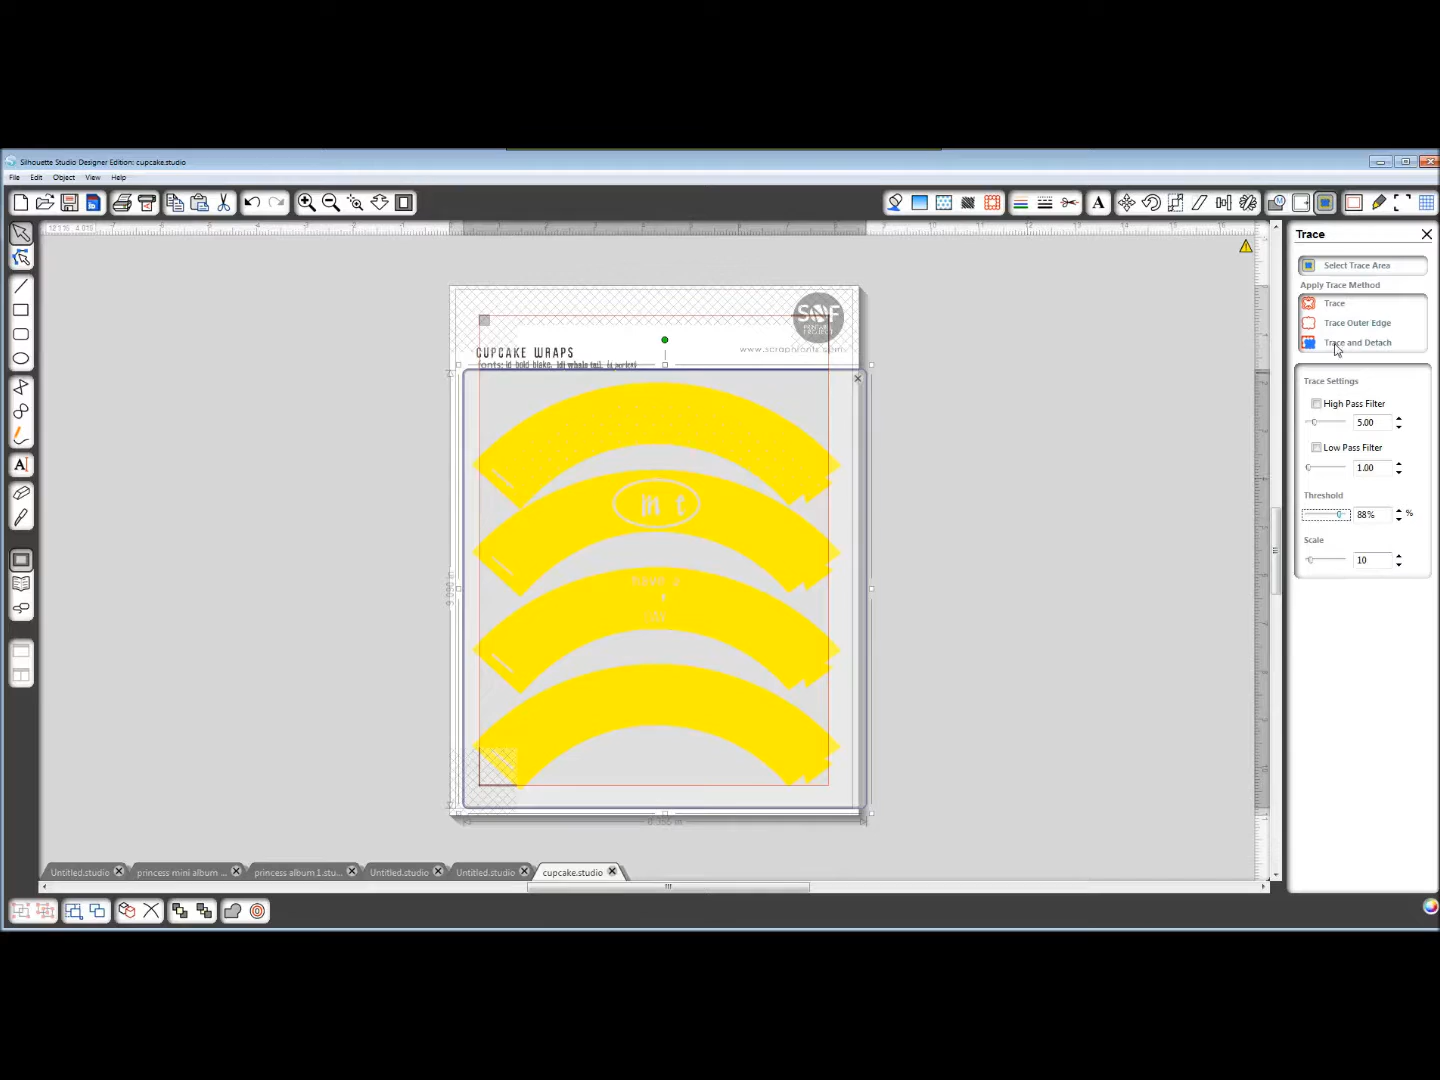 Silhouette Studio Designer Edition: cupcake.studio
File Edit Object View Help
Trace
Select Trace Area
Apply Trace Method
Trace
Trace Outer Edge
Trace and Detach
Trace Settings
High Pass Filter
5.00
Low Pass Filter
1.00
Threshold
88% %
Scale
10
SNF
CUPCAKE WRAPS
www.scrapnfonts.com
have a
Untitled.studio princess mini album ... princess album 1.stu... Untitled.studio Untitled.studio cupcake.studio